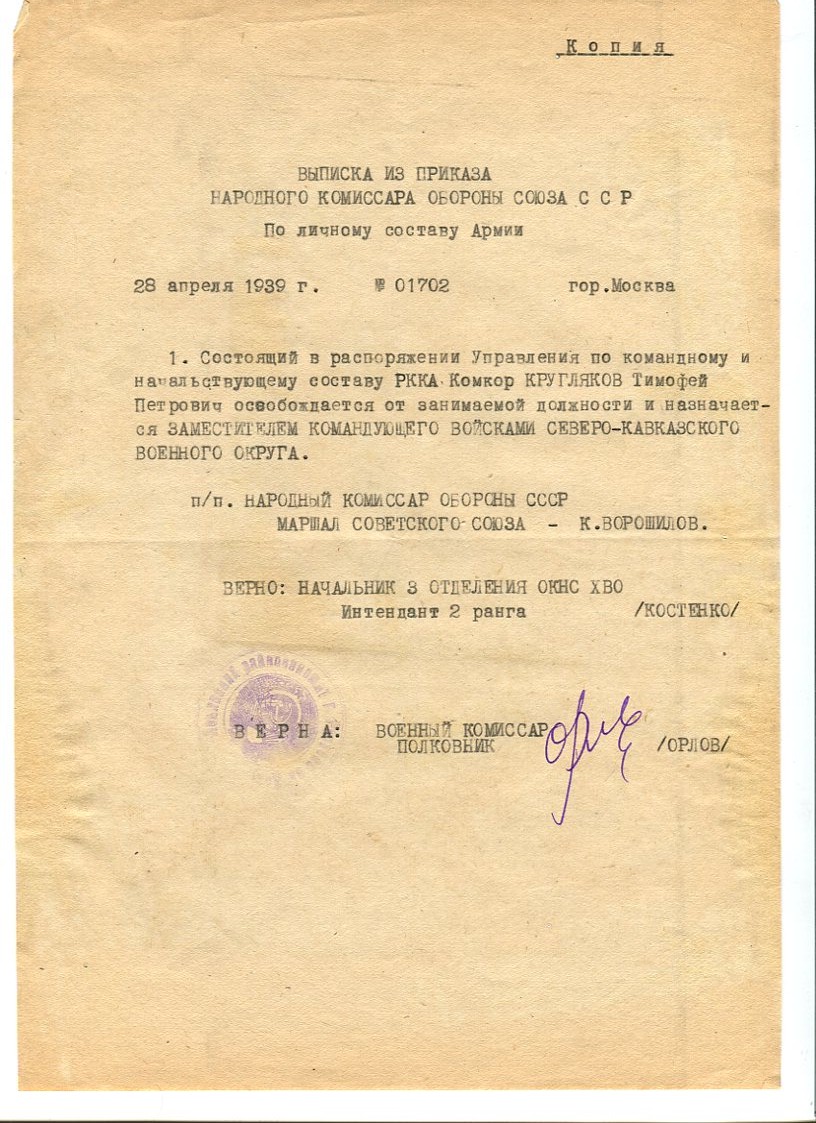 К о п и я
ВЫПИСКА ИЗ ПРИКАЗА
НАРОДНОГО КОМИССАРА ОБОРОНЫ СОЮЗА С С Р
По личному составу Армии
28 апреля 1939 г. № 01702 гор.Москва
1. Состоящий в распоряжении Управления по командному и
начальствующему составу РККА Комкор КРУГЛЯКОВ Тимофей
Петрович освобождается от занимаемой должности и назначает-
ся ЗАМЕСТИТЕЛЕМ КОМАНДУЮЩЕГО ВОЙСКАМИ СЕВЕРО-КАВКАЗСКОГО
ВОЕННОГО ОКРУГА.
п/п. НАРОДНЫЙ КОМИССАР ОБОРОНЫ СССР
МАРШАЛ СОВЕТСКОГО СОЮЗА - К.ВОРОШИЛОВ.
ВЕРНО: НАЧАЛЬНИК 3 ОТДЕЛЕНИЯ ОКНС ХВО
Интендант 2 ранга /КОСТЕНКО/
В Е Р Н А: ВОЕННЫЙ КОМИССАР
ПОЛКОВНИК /ОРЛОВ/